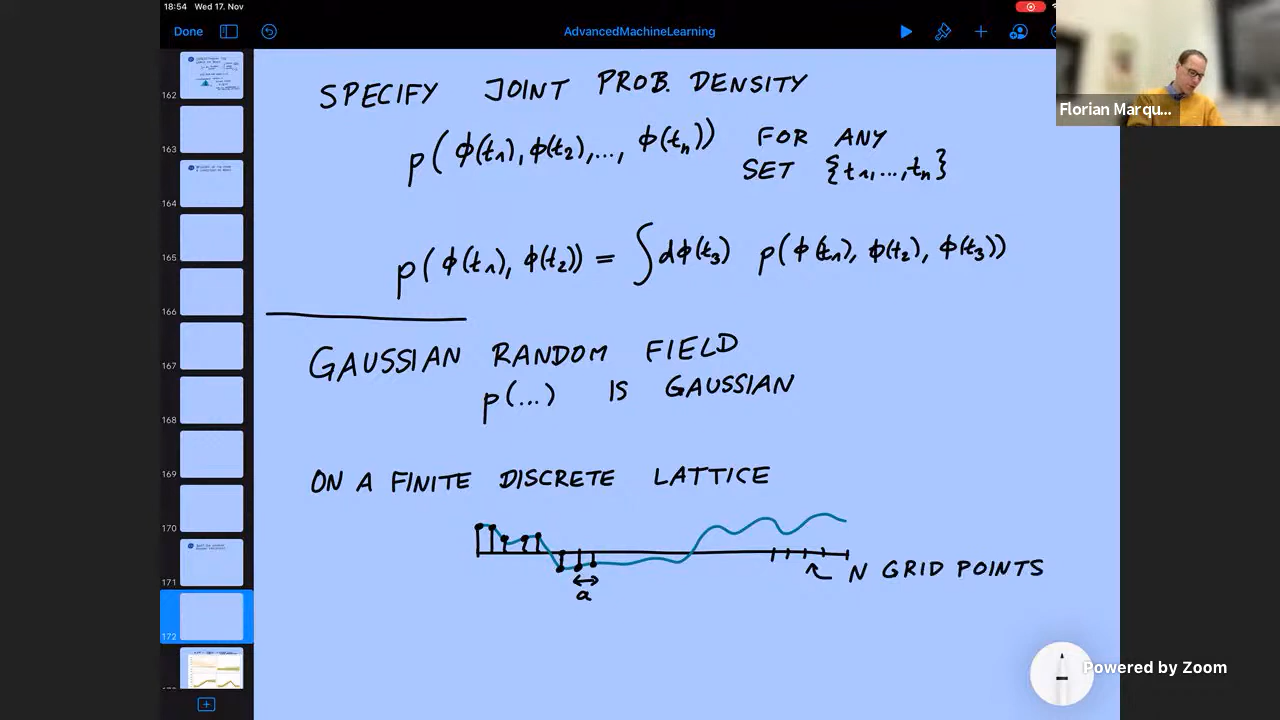 18:54 Wed 17. Nov
Done
AdvancedMachineLearning
Florian Marqu...
162
163
164
165
166
167
168
169
170
171
172
SPECIFY JOINT PROB. DENSITY
p(ϕ(t1), ϕ(t2),..., ϕ(tn)) FOR ANY
SET {t1,...,tn}
p(ϕ(t1), ϕ(t2)) = ∫dϕ(t3) p(ϕ(t1), ϕ(t2), ϕ(t3))
GAUSSIAN RANDOM FIELD
p(...) IS GAUSSIAN
ON A FINITE DISCRETE LATTICE
N GRID POINTS
a
Powered by Zoom